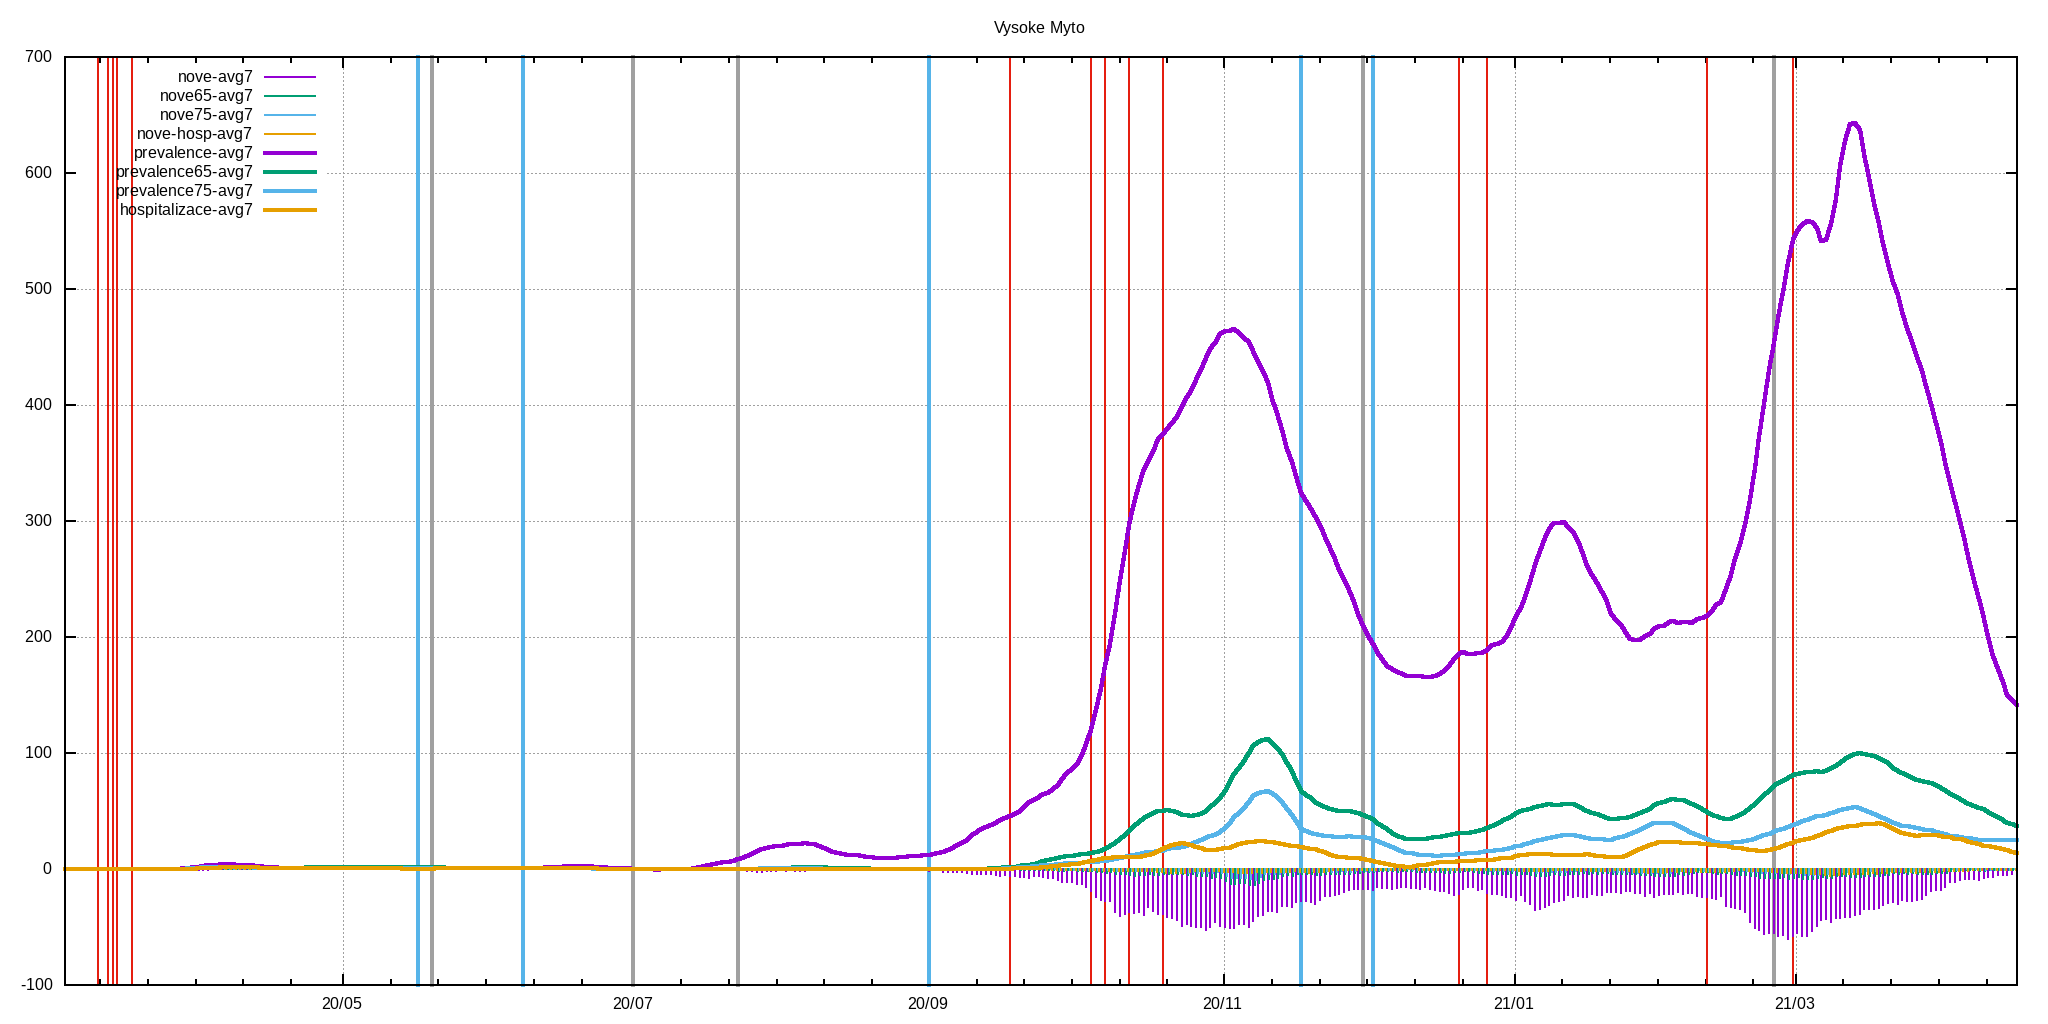 Vysoke Myto
700
600
500
400
300
200
100
0
-100
nove-avg7
nove65-avg7
nove75-avg7
nove-hosp-avg7
prevalence-avg7
prevalence65-avg7
prevalence75-avg7
hospitalizace-avg7
20/05 20/07 20/09 20/11 21/01 21/03